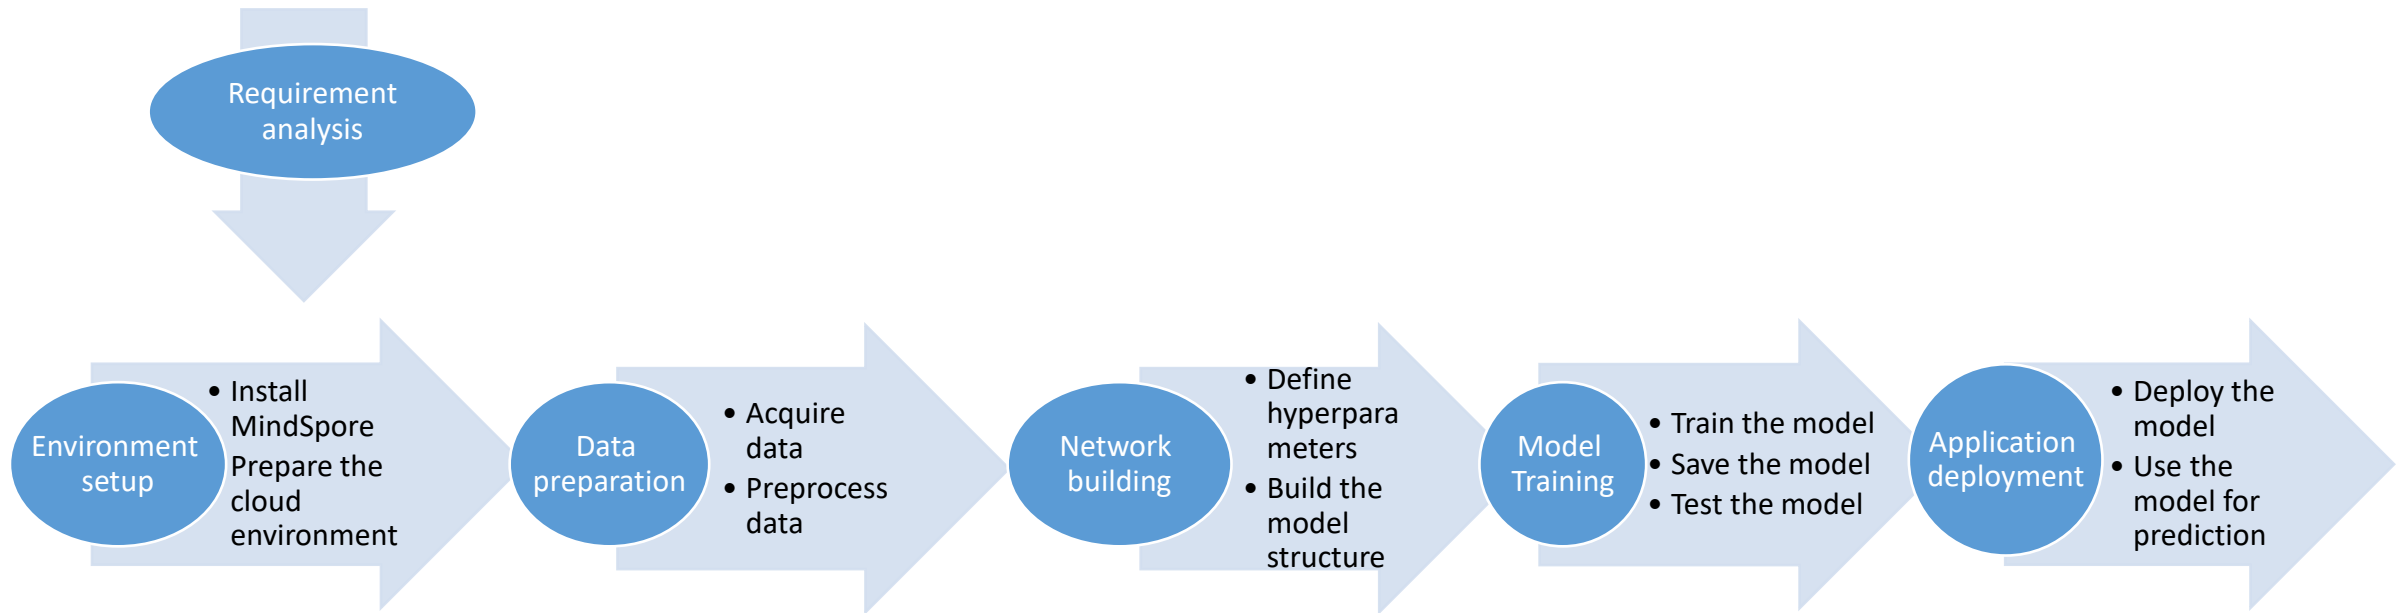 Requirement
analysis
Environment
setup
• Install
MindSpore
Prepare the
cloud
environment
Data
preparation
• Acquire
data
• Preprocess
data
Network
building
• Define
hyperpara
meters
• Build the
model
structure
Model
Training
• Train the model
• Save the model
• Test the model
Application
deployment
• Deploy the
model
• Use the
model for
prediction